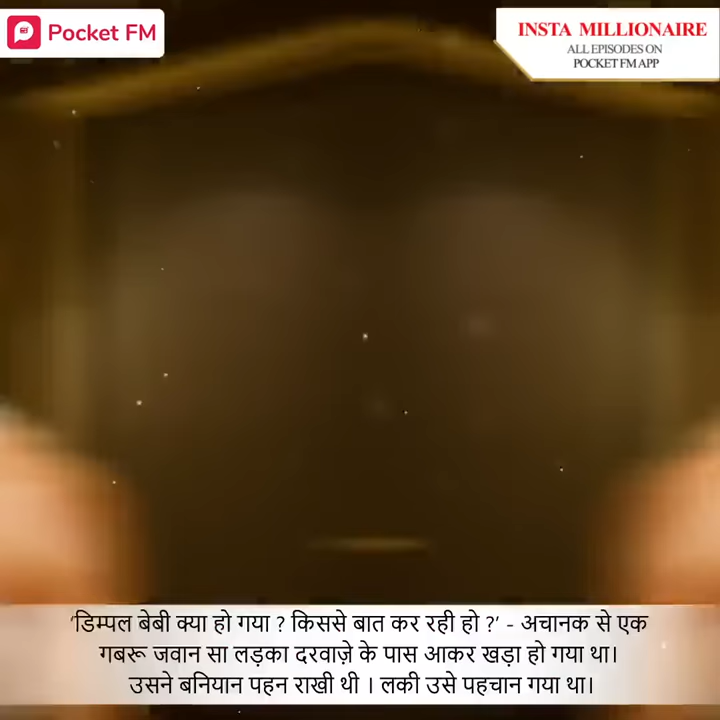 Pocket FM
INSTA MILLIONAIRE
ALL EPISODES ON
POCKET FM APP
'डिम्पल बेबी क्या हो गया ? किससे बात कर रही हो ?' - अचानक से एक
गबरू जवान सा लड़का दरवाज़े के पास आकर खड़ा हो गया था।
उसने बनियान पहन राखी थी । लकी उसे पहचान गया था।